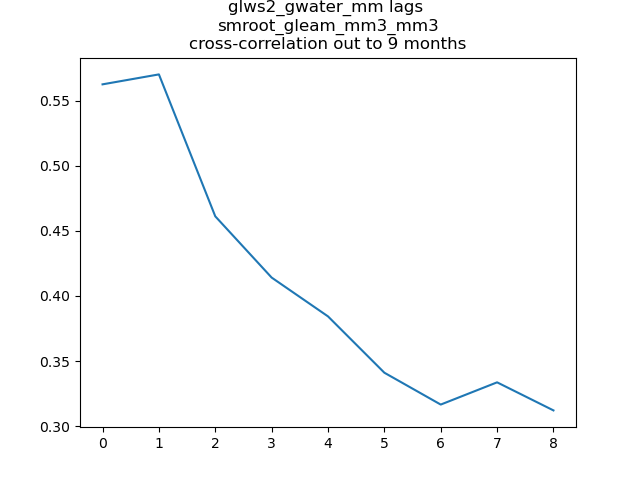 glws2_gwater_mm lags
smroot_gleam_mm3_mm3
cross-correlation out to 9 months
0.55
0.50
0.45
0.40
0.35
0.30
0 1 2 3 4 5 6 7 8